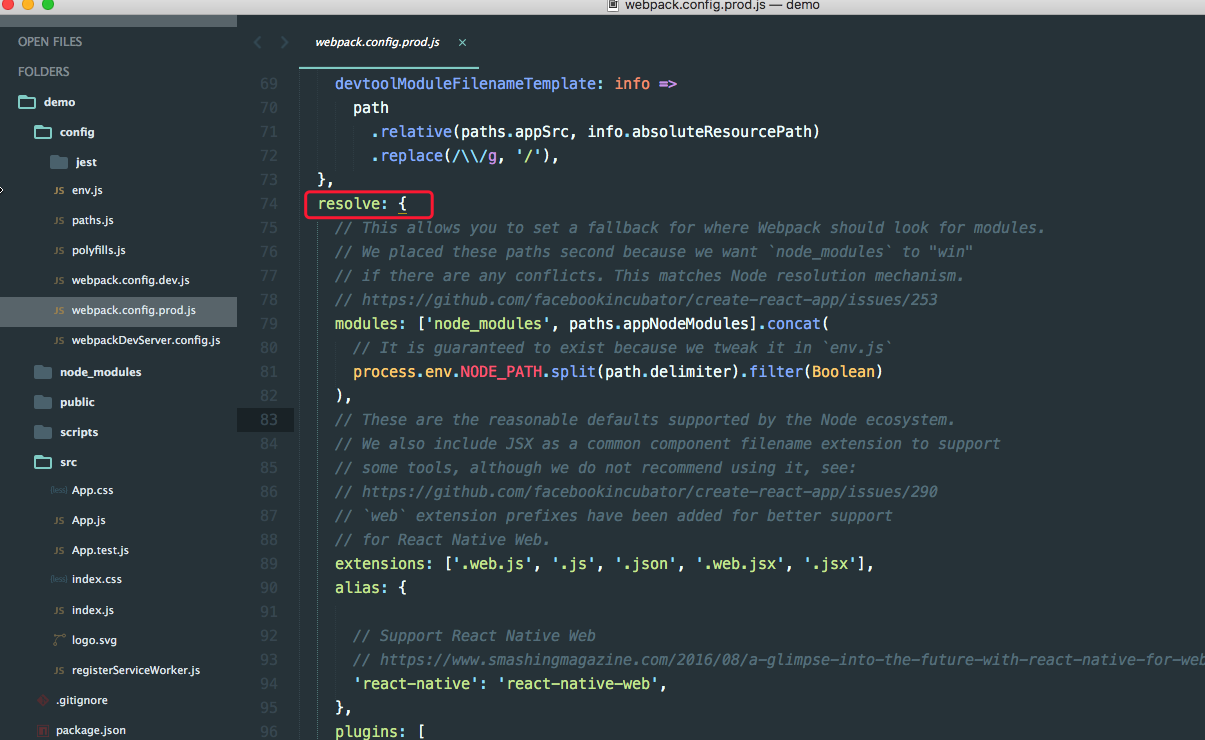 webpack.config.prod.js — demo
OPEN FILES
FOLDERS
demo
config
jest
JS env.js
JS paths.js
JS polyfills.js
JS webpack.config.dev.js
JS webpack.config.prod.js
JS webpackDevServer.config.js
node_modules
public
scripts
src
{less} App.css
JS App.js
JS App.test.js
{less} index.css
JS index.js
logo.svg
JS registerServiceWorker.js
.gitignore
package.json
webpack.config.prod.js ×
69 devtoolModuleFilenameTemplate: info =>
70 path
71 .relative(paths.appSrc, info.absoluteResourcePath)
72 .replace(/\\/g, '/'),
73 },
74 resolve: {
75 // This allows you to set a fallback for where Webpack should look for modules.
76 // We placed these paths second because we want `node_modules` to "win"
77 // if there are any conflicts. This matches Node resolution mechanism.
78 // https://github.com/facebookincubator/create-react-app/issues/253
79 modules: ['node_modules', paths.appNodeModules].concat(
80 // It is guaranteed to exist because we tweak it in `env.js`
81 process.env.NODE_PATH.split(path.delimiter).filter(Boolean)
82 ),
83 // These are the reasonable defaults supported by the Node ecosystem.
84 // We also include JSX as a common component filename extension to support
85 // some tools, although we do not recommend using it, see:
86 // https://github.com/facebookincubator/create-react-app/issues/290
87 // `web` extension prefixes have been added for better support
88 // for React Native Web.
89 extensions: ['.web.js', '.js', '.json', '.web.jsx', '.jsx'],
90 alias: {
91
92 // Support React Native Web
93 // https://www.smashingmagazine.com/2016/08/a-glimpse-into-the-future-with-react-native-for-web
94 'react-native': 'react-native-web',
95 },
96 plugins: [